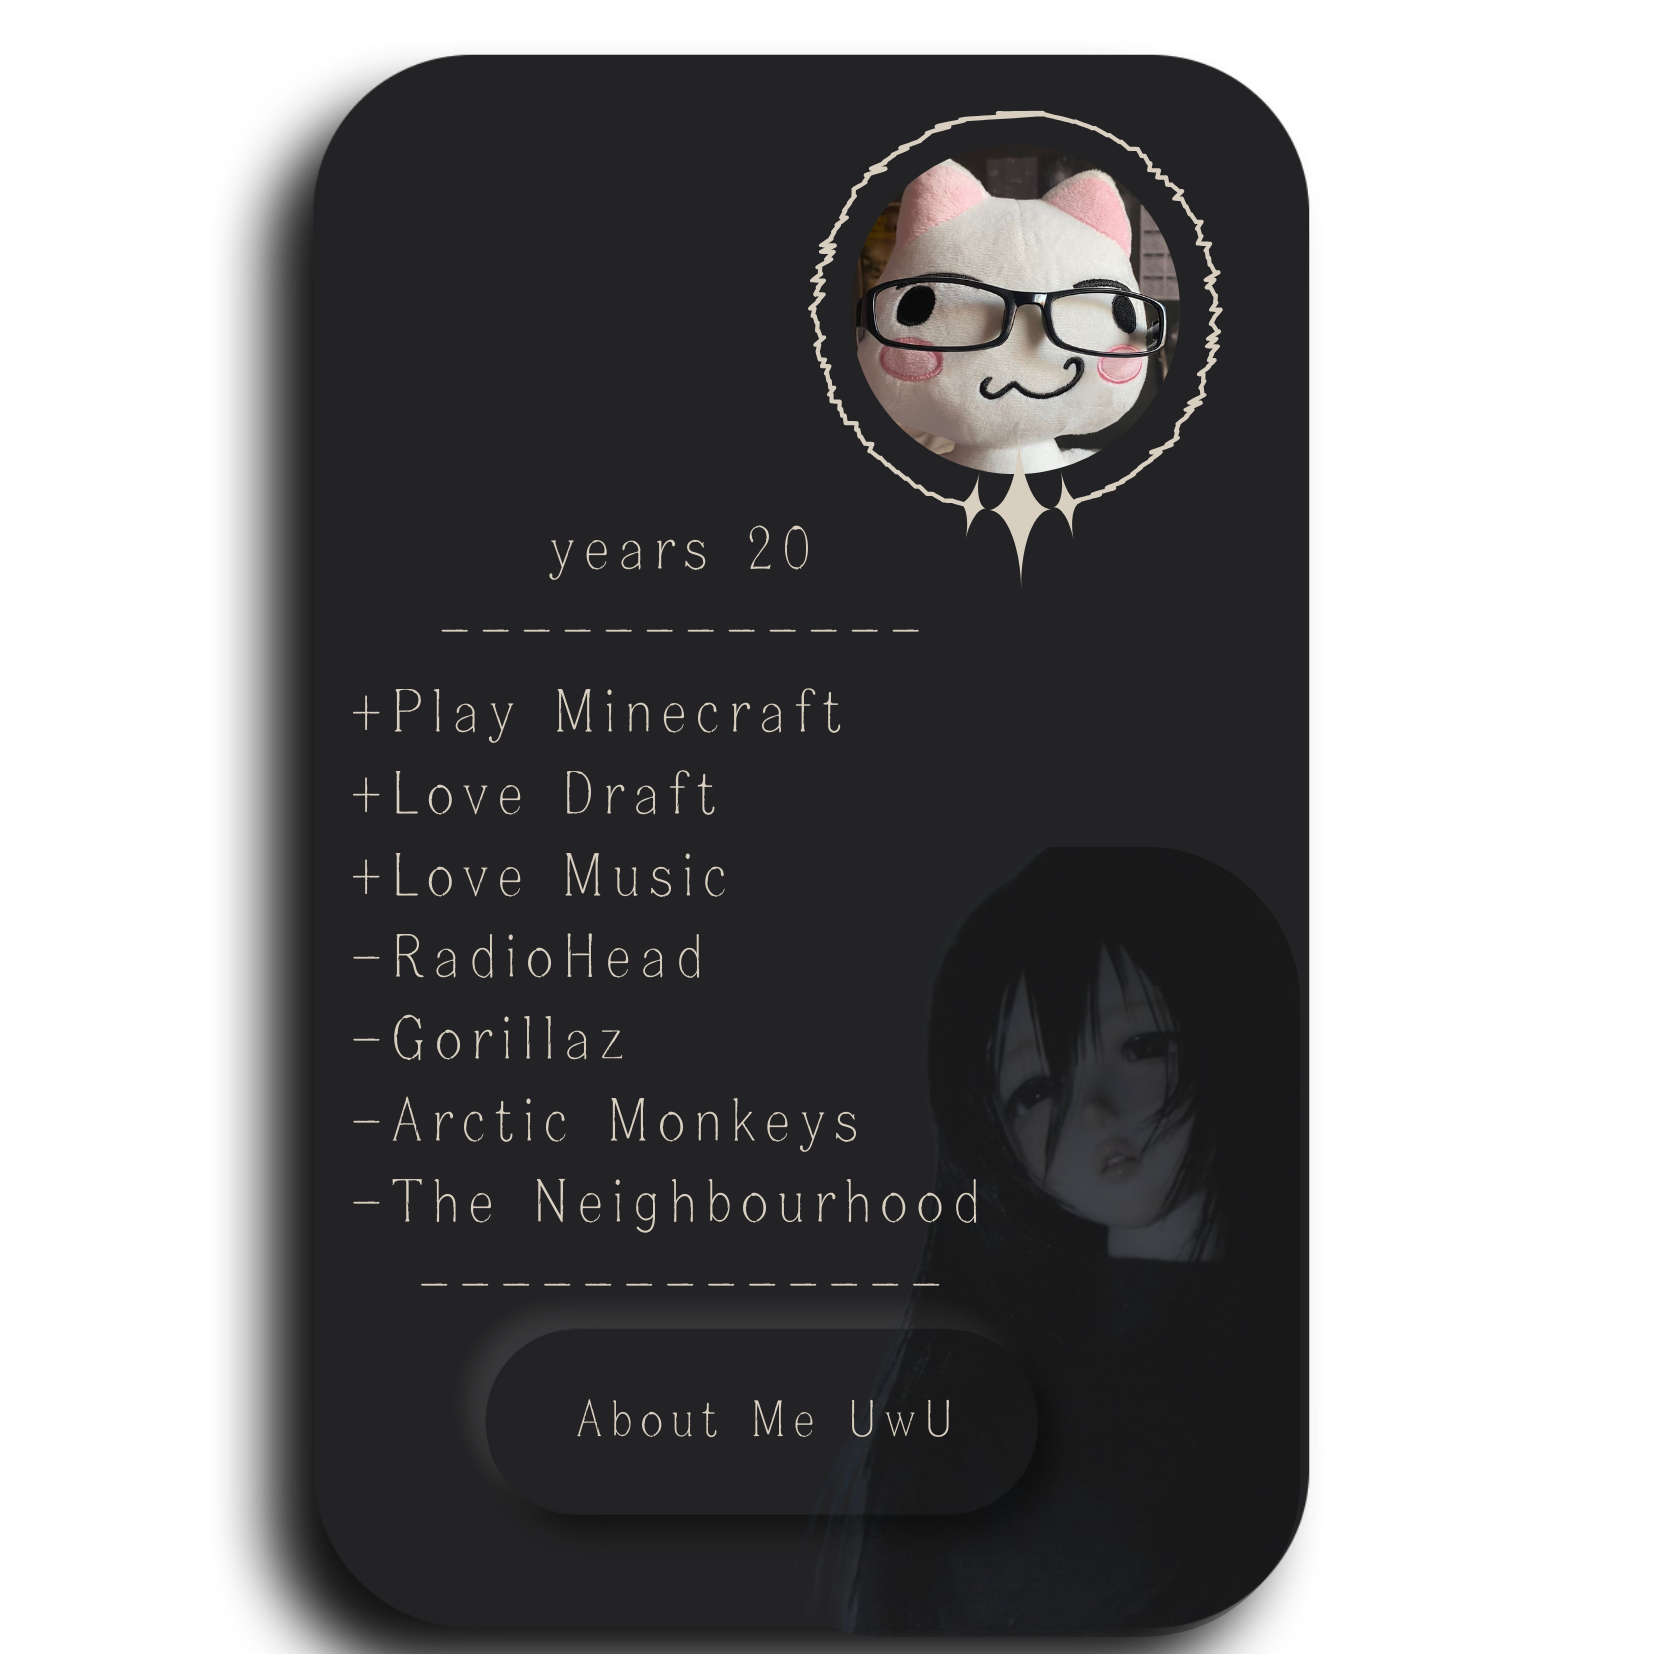 years 20
-------------
+Play Minecraft
+Love Draft
+Love Music
-RadioHead
-Gorillaz
-Arctic Monkeys
-The Neighbourhood
-------------
About Me UwU